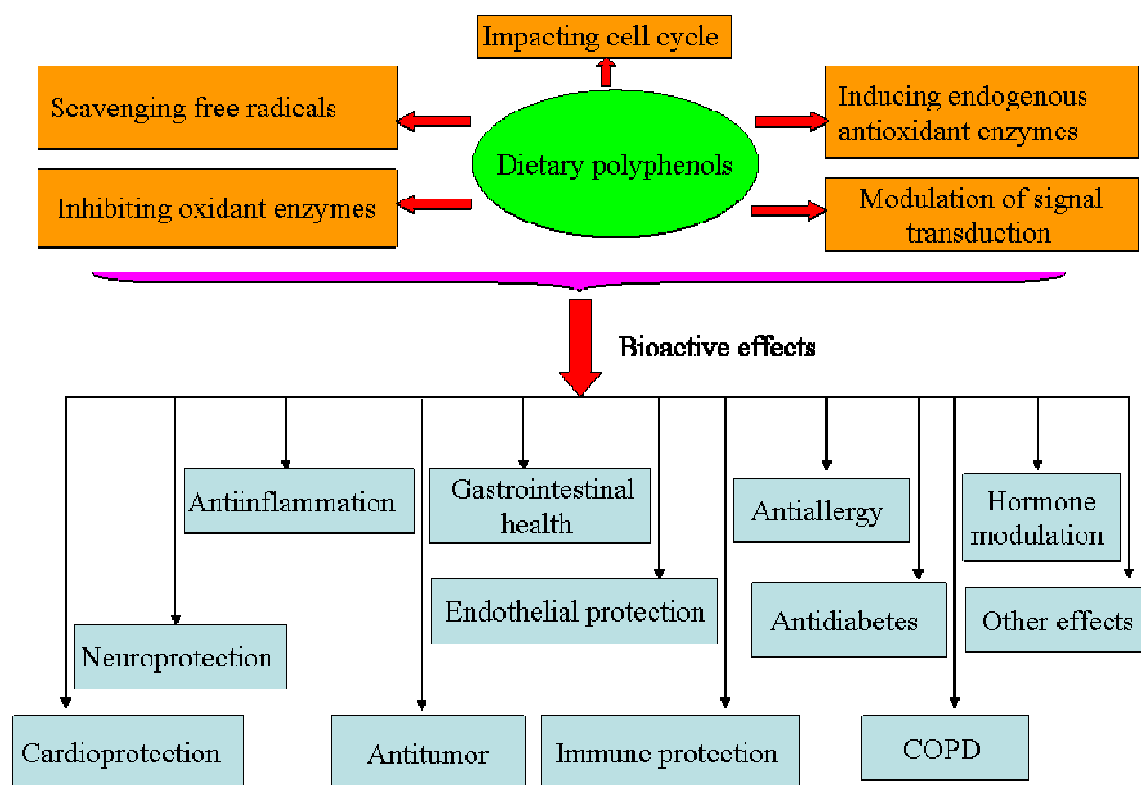 Impacting cell cycle
Scavenging free radicals
Inducing endogenous
antioxidant enzymes
Dietary polyphenols
Inhibiting oxidant enzymes
Modulation of signal
transduction
Bioactive effects
Antiinflammation
Gastrointestinal
health
Antiallergy
Hormone
modulation
Endothelial protection
Antidiabetes
Other effects
Neuroprotection
Cardioprotection
Antitumor
Immune protection
COPD